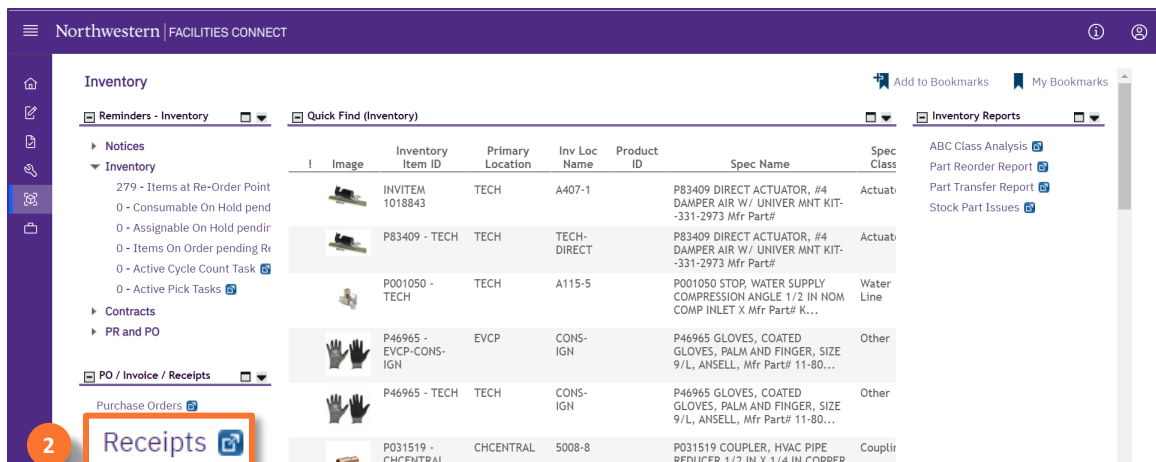 Northwestern | FACILITIES CONNECT
Inventory
Add to Bookmarks
My Bookmarks
Reminders - Inventory
Notices
Inventory
279 - Items at Re-Order Point
0 - Consumable On Hold pend
0 - Assignable On Hold pendin
0 - Items On Order pending Re
0 - Active Cycle Count Task
0 - Active Pick Tasks
Contracts
PR and PO
PO / Invoice / Receipts
Purchase Orders
2
Receipts
Quick Find (Inventory)
! Image Inventory Item ID Primary Location Inv Loc Name Product ID Spec Name Spec Class
INVITEM TECH A407-1 P83409 DIRECT ACTUATOR, #4 Actuat
1018843 DAMPER AIR W/ UNIVER MNT KIT-
-331-2973 Mfr Part#
P83409 - TECH TECH TECH- P83409 DIRECT ACTUATOR, #4 Actuat
DIRECT DAMPER AIR W/ UNIVER MNT KIT-
-331-2973 Mfr Part#
P001050 - TECH A115-5 P001050 STOP, WATER SUPPLY Water
TECH COMPRESSION ANGLE 1/2 IN NOM Line
COMP INLET X Mfr Part# K...
P46965 - EVCP CONS- P46965 GLOVES, COATED Other
EVCP-CONS- IGN GLOVES, PALM AND FINGER, SIZE
IGN 9/L, ANSELL, Mfr Part# 11-80...
P46965 - TECH TECH CONS- P46965 GLOVES, COATED Other
IGN GLOVES, PALM AND FINGER, SIZE
9/L, ANSELL, Mfr Part# 11-80...
P031519 - CHCENTRAL 5008-8 P031519 COUPLER, HVAC PIPE Couplin
CHCENTRAL REDUCER 1/2 IN X 1/4 IN COPPER
Inventory Reports
ABC Class Analysis
Part Reorder Report
Part Transfer Report
Stock Part Issues